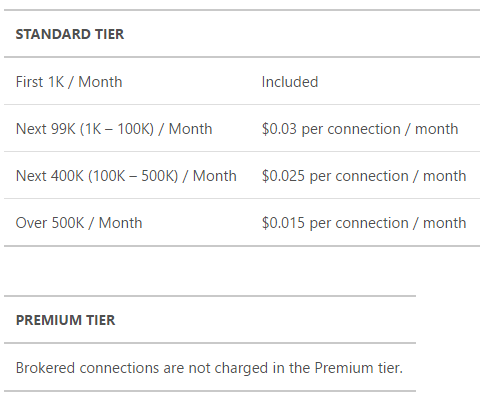 STANDARD TIER
First 1K / Month Included
Next 99K (1K – 100K) / Month $0.03 per connection / month
Next 400K (100K – 500K) / Month $0.025 per connection / month
Over 500K / Month $0.015 per connection / month
PREMIUM TIER
Brokered connections are not charged in the Premium tier.